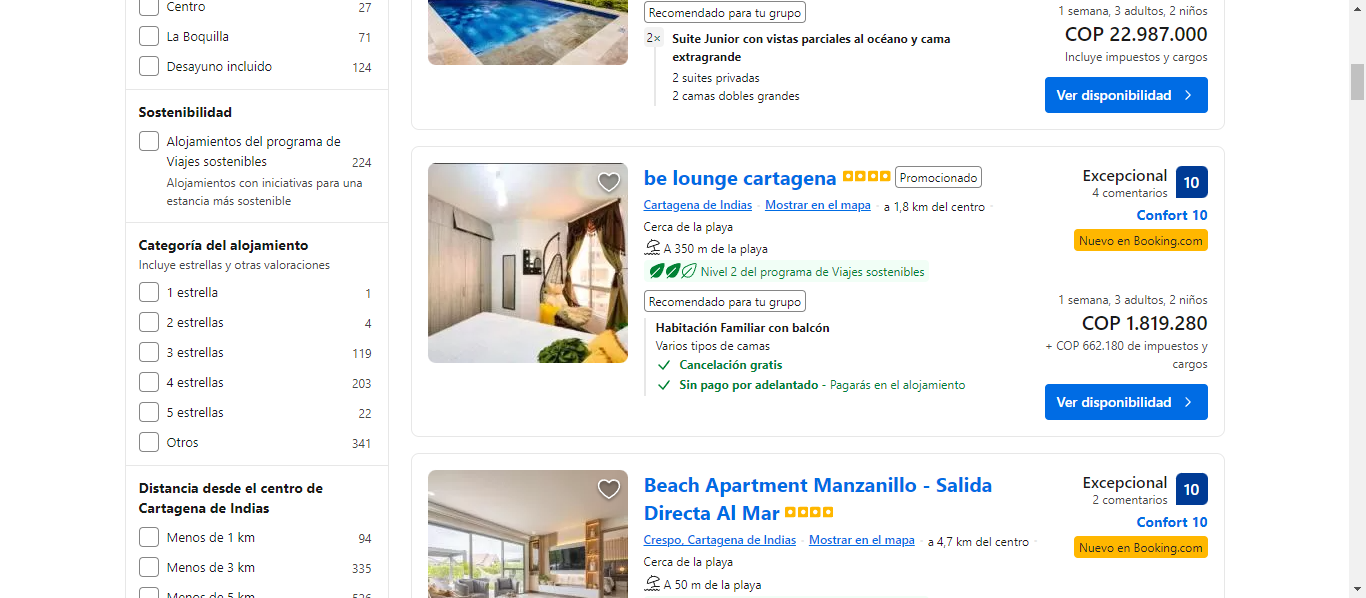 Centro 27
La Boquilla 71
Desayuno incluido 124
Sostenibilidad
Alojamientos del programa de
Viajes sostenibles 224
Alojamientos con iniciativas para una
estancia más sostenible
Categoría del alojamiento
Incluye estrellas y otras valoraciones
1 estrella 1
2 estrellas 4
3 estrellas 119
4 estrellas 203
5 estrellas 22
Otros 341
Distancia desde el centro de
Cartagena de Indias
Menos de 1 km 94
Menos de 3 km 335
Menos de 5 km 526
Recomendado para tu grupo
2× Suite Junior con vistas parciales al océano y cama
extragrande
2 suites privadas
2 camas dobles grandes
1 semana, 3 adultos, 2 niños
COP 22.987.000
Incluye impuestos y cargos
Ver disponibilidad
be lounge cartagena Promocionado
Cartagena de Indias · Mostrar en el mapa · a 1,8 km del centro ·
Cerca de la playa
A 350 m de la playa
Nivel 2 del programa de Viajes sostenibles
Excepcional 10
4 comentarios
Confort 10
Nuevo en Booking.com
Recomendado para tu grupo
Habitación Familiar con balcón
Varios tipos de camas
Cancelación gratis
Sin pago por adelantado - Pagarás en el alojamiento
1 semana, 3 adultos, 2 niños
COP 1.819.280
+ COP 662.180 de impuestos y
cargos
Ver disponibilidad
Beach Apartment Manzanillo - Salida
Directa Al Mar
Crespo, Cartagena de Indias · Mostrar en el mapa · a 4,7 km del centro ·
Cerca de la playa
A 50 m de la playa
Excepcional 10
2 comentarios
Confort 10
Nuevo en Booking.com